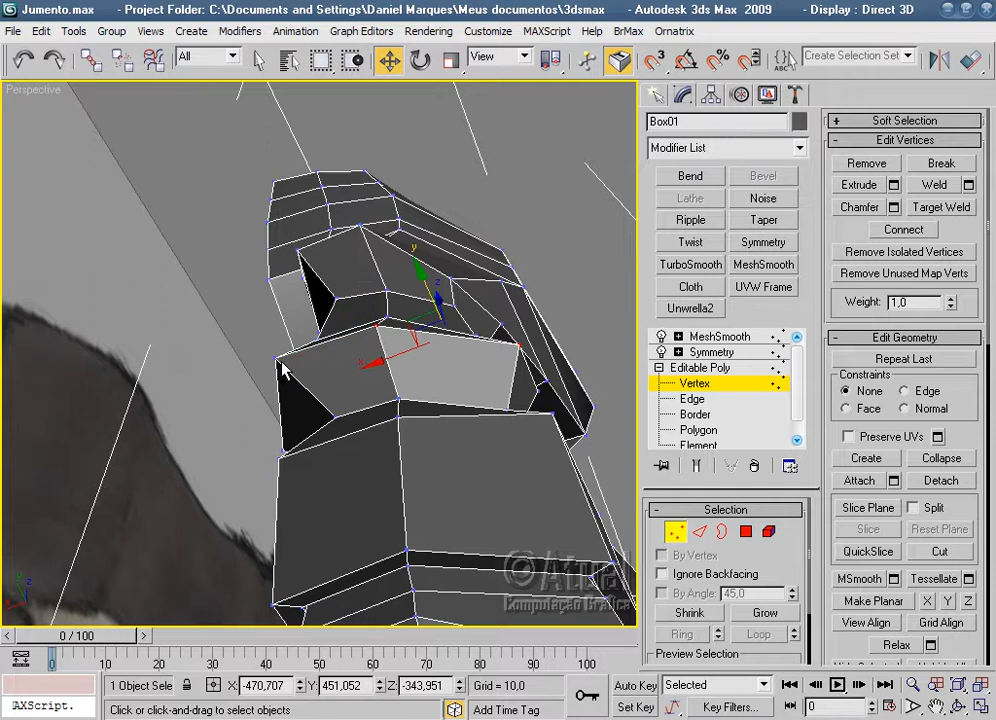 Jumento.max - Project Folder: C:\Documents and Settings\Daniel Marques\Meus documentos\3dsmax - Autodesk 3ds Max 2009 - Display : Direct 3D
File Edit Tools Group Views Create Modifiers Animation Graph Editors Rendering Customize MAXScript Help BrMax Ornatrix
All View Create Selection Set
Perspective
Box01
Modifier List
Bend Bevel
Lathe Noise
Ripple Taper
Twist Symmetry
TurboSmooth MeshSmooth
Cloth UVW Frame
Unwrella2
MeshSmooth
Symmetry
Editable Poly
Vertex
Edge
Border
Polygon
Element
Selection
By Vertex
Ignore Backfacing
By Angle: 45,0
Shrink Grow
Ring Loop
Preview Selection
Soft Selection
Edit Vertices
Remove Break
Extrude Weld
Chamfer Target Weld
Connect
Remove Isolated Vertices
Remove Unused Map Verts
Weight: 1,0
Edit Geometry
Repeat Last
Constraints
None Edge
Face Normal
Preserve UVs
Create Collapse
Attach Detach
Slice Plane Split
Slice Reset Plane
QuickSlice Cut
MSmooth Tessellate
Make Planar X Y Z
View Align Grid Align
Relax
x y z
©Atual
Computação Gráfica
< 0 / 100 >
0 10 20 30 40 50 60 70 80 90 100
1 Object Sele X: -470,707 Y: 451,052 Z: -343,951 Grid = 10,0
AXScript. Click or click-and-drag to select objects Add Time Tag
Auto Key Selected
Set Key Key Filters... 0